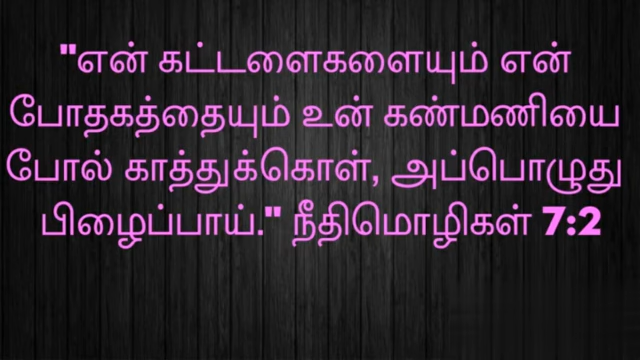 "என் கட்டளைகளையும் என்
போதகத்தையும் உன் கண்மணியை
போல் காத்துக்கொள், அப்பொழுது
பிழைப்பாய்." நீதிமொழிகள் 7:2